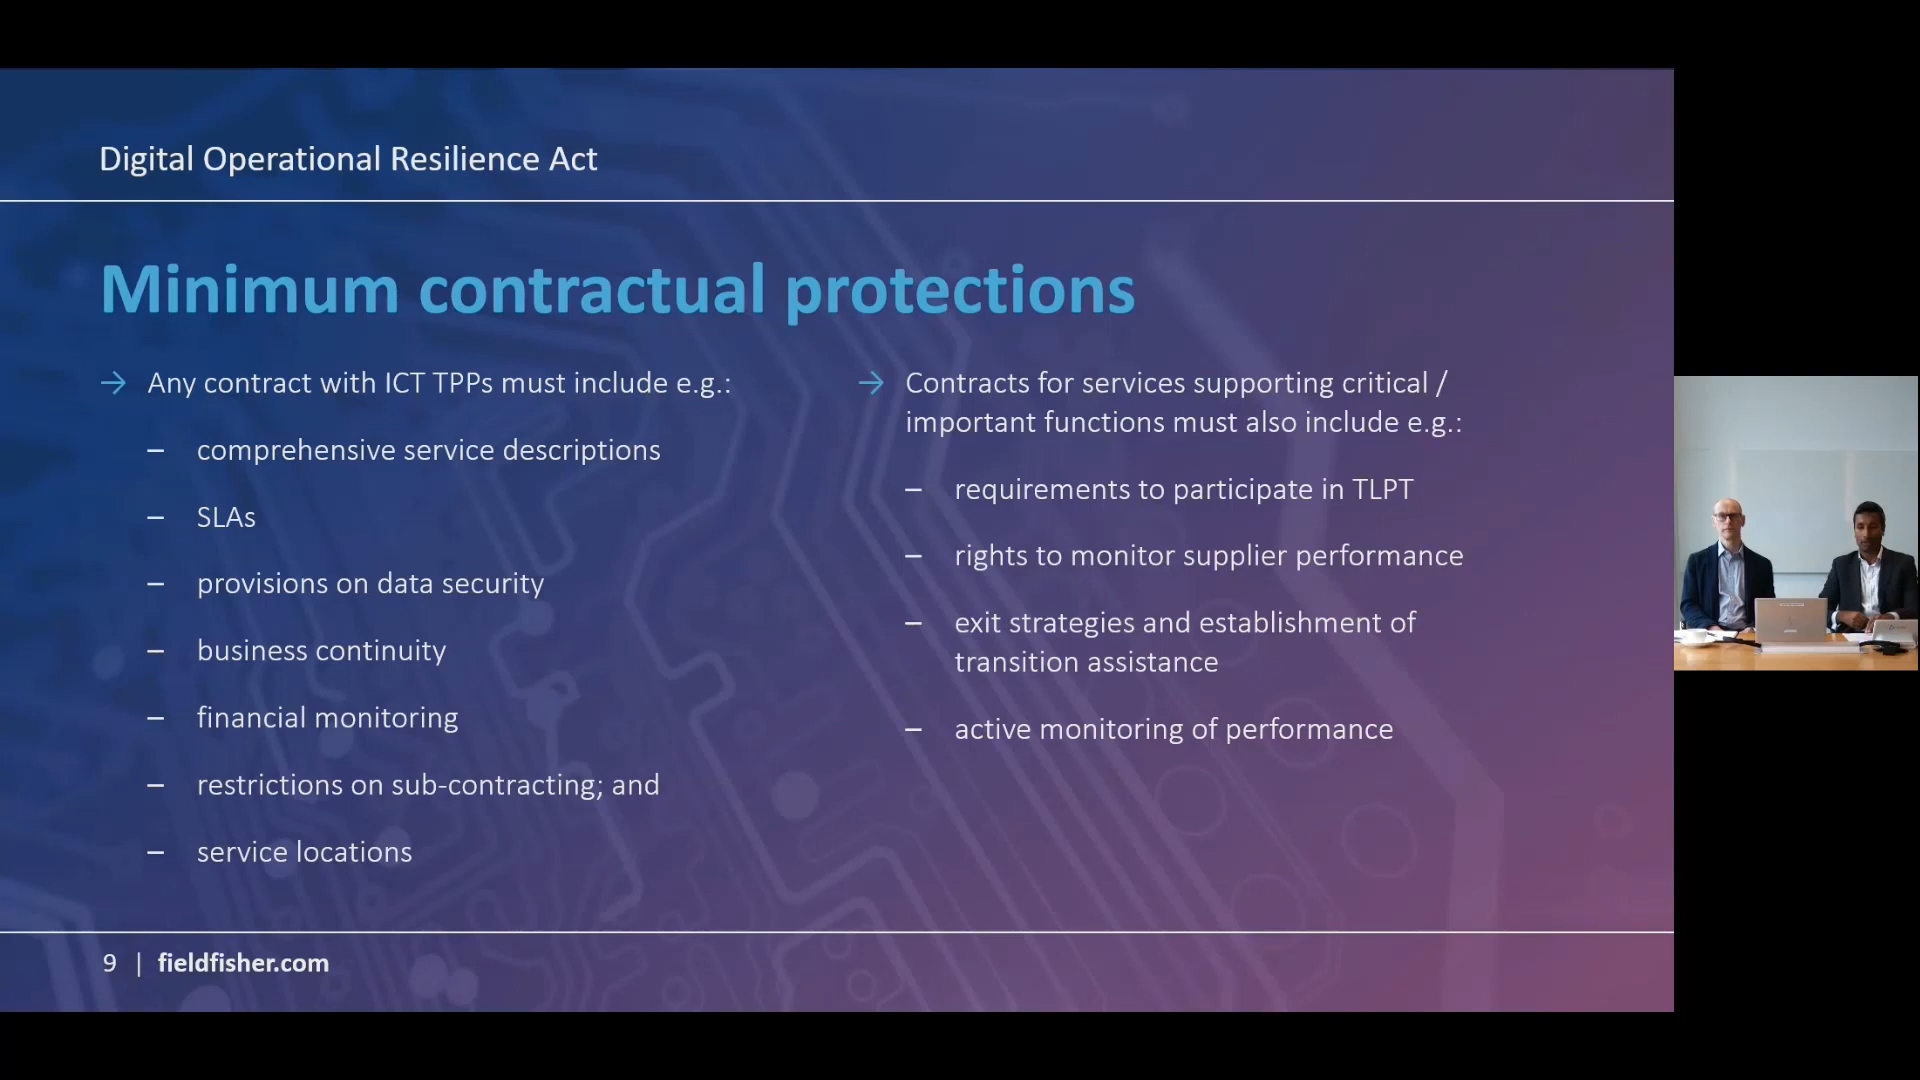 Digital Operational Resilience Act
Minimum contractual protections
→ Any contract with ICT TPPs must include e.g.:
– comprehensive service descriptions
– SLAs
– provisions on data security
– business continuity
– financial monitoring
– restrictions on sub-contracting; and
– service locations
→ Contracts for services supporting critical /
important functions must also include e.g.:
– requirements to participate in TLPT
– rights to monitor supplier performance
– exit strategies and establishment of
transition assistance
– active monitoring of performance
9 | fieldfisher.com